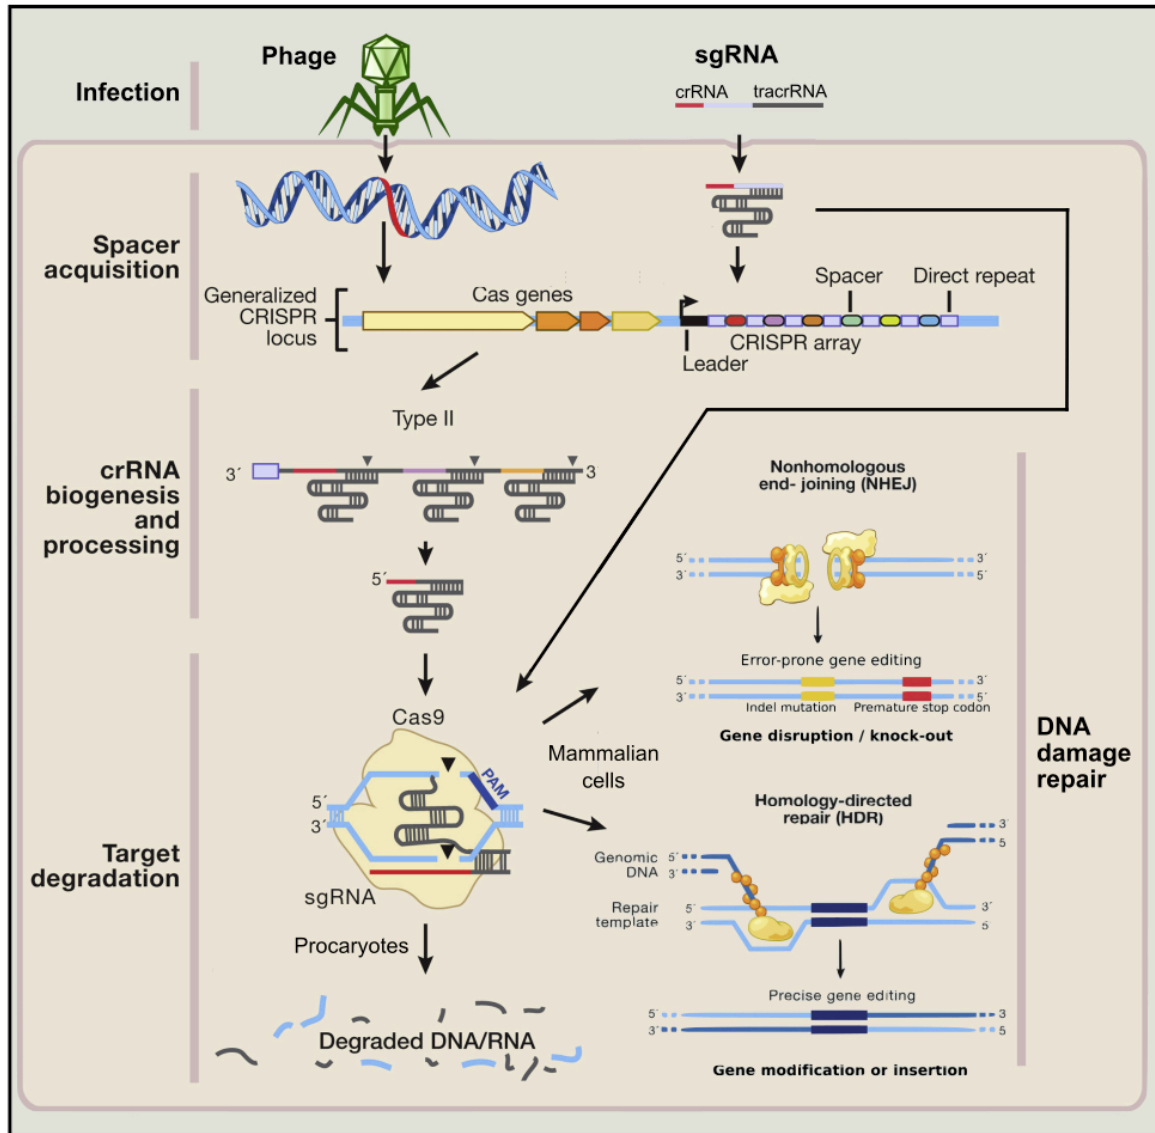 Phage
sgRNA
Infection
crRNA
tracrRNA
Spacer
acquisition
Generalized
CRISPR
locus
Cas genes
Spacer
Direct repeat
CRISPR array
Leader
Type II
crRNA
biogenesis
and
processing
3´
3
5´
Nonhomologous
end- joining (NHEJ)
5´
3´
3´
5´
Error-prone gene editing
5´
3´
3´
5´
Indel mutation
Premature stop codon
Gene disruption / knock-out
DNA
damage
repair
Target
degradation
Cas9
PAM
5´
3´
sgRNA
Mammalian
cells
Procaryotes
Degraded DNA/RNA
Homology-directed
repair (HDR)
3´
5
Genomic
DNA
5´
3´
Repair
template
5´
3´
3´
5
Precise gene editing
5´
3
3´
5
Gene modification or insertion